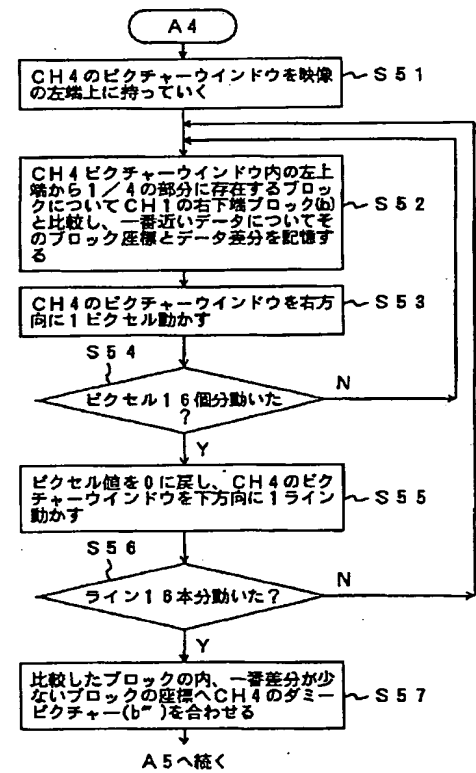 A4
CH4のピクチャーウインドウを映像
の左端上に持っていく
S51
CH4ピクチャーウインドウ内の左上
端から1/4の部分に存在するブロッ
クについてCH1の右下端ブロック(b)
と比較し、一番近いデータについてそ
のブロック座標とデータ差分を記憶す
る
S52
CH4のピクチャーウインドウを右方
向に1ピクセル動かす
S53
S54
ピクセル16個分動いた
?
N
Y
ピクセル値を0に戻し、CH4のピク
チャーウインドウを下方向に1ライン
動かす
S55
S56
ライン16本分動いた?
N
Y
比較したブロックの内、一番差分が少
ないブロックの座標へCH4のダミー
ピクチャー(b''')を合わせる
S57
A5へ続く